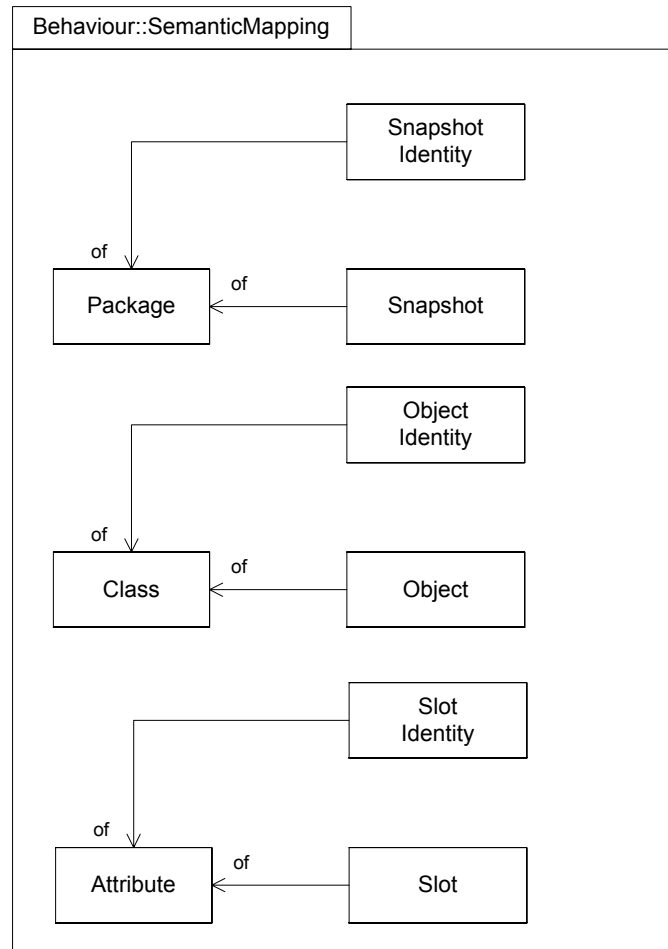 Behaviour::SemanticMapping
Snapshot
Identity
of
of
Package
Snapshot
Object
Identity
of
of
Class
Object
Slot
Identity
of
of
Attribute
Slot